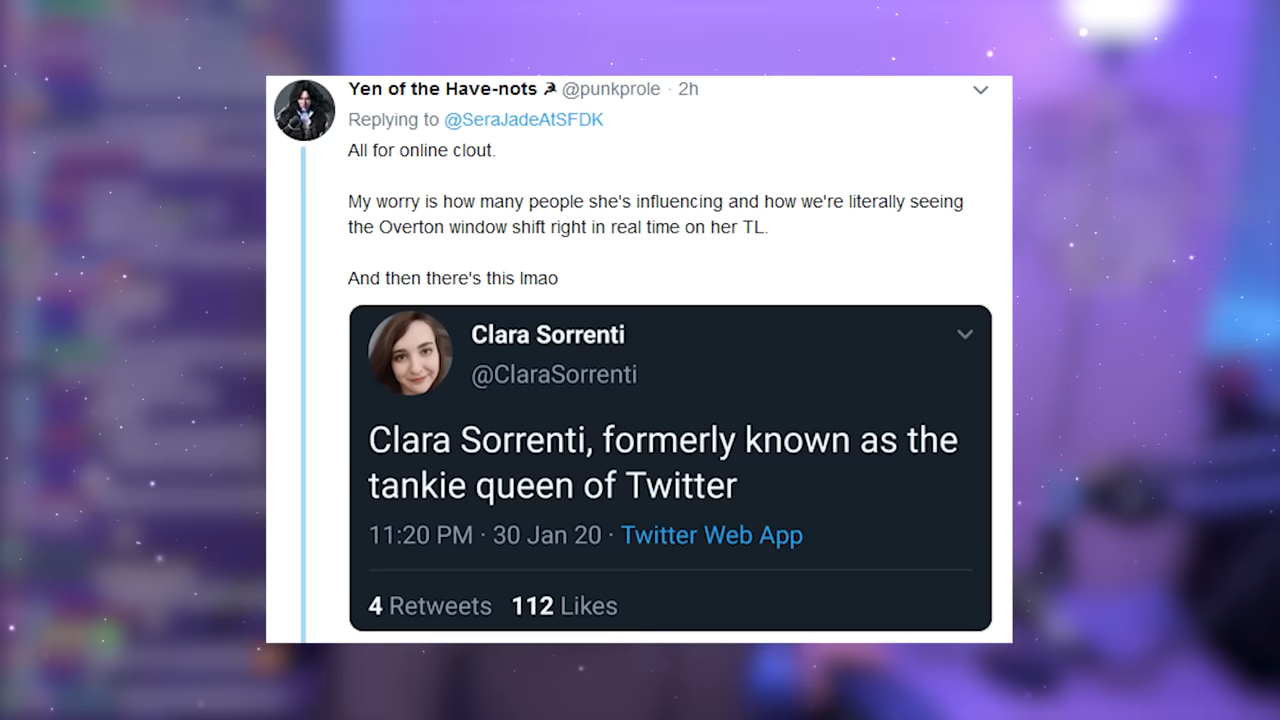 Yen of the Have-nots ☭ @punkprole · 2h
Replying to @SeraJadeAtSFDK
All for online clout.
My worry is how many people she's influencing and how we're literally seeing
the Overton window shift right in real time on her TL.
And then there's this lmao
Clara Sorrenti
@ClaraSorrenti
Clara Sorrenti, formerly known as the
tankie queen of Twitter
11:20 PM · 30 Jan 20 · Twitter Web App
4 Retweets 112 Likes